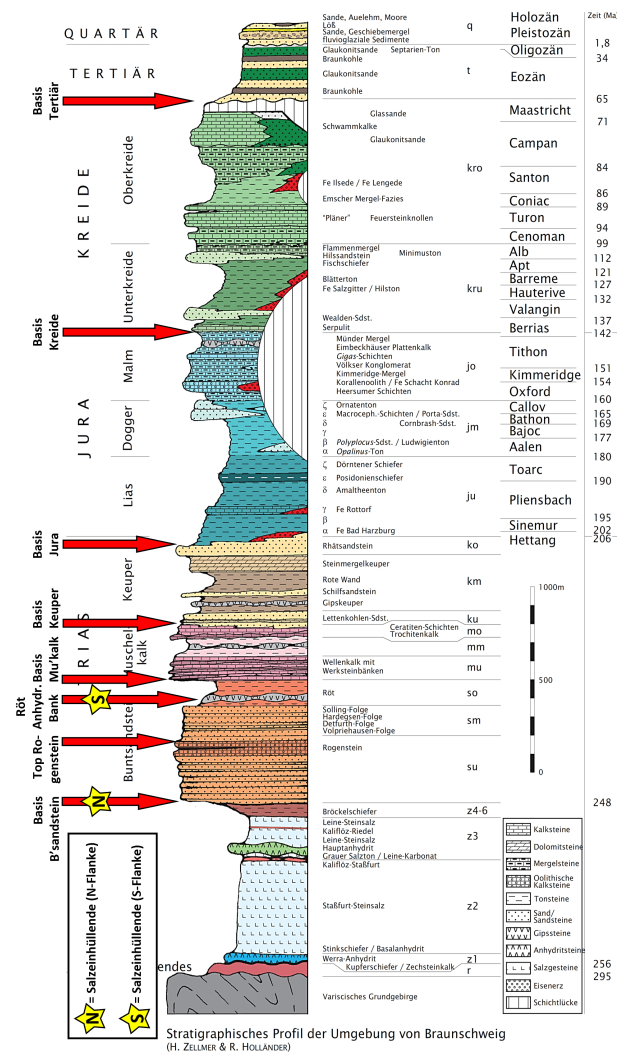 Zeit (Ma)
QUARTÄR
Sande, Auelehm, Moore
Löß
Sande, Geschiebemergel
fluvioglaziale Sedimente
q
Holozän
Pleistozän
1,8
TERTIÄR
Glaukonitsande Septarien-Ton
Braunkohle
Glaukonitsande
Braunkohle
t
Oligozän
34
Eozän
65
Basis
Tertiär
KREIDE
Oberkreide
Glassande
Schwammkalke
Glaukonitsande
Fe Ilsede / Fe Lengede
Emscher Mergel-Fazies
"Pläner" Feuersteinknollen
kro
Maastricht
71
Campan
84
Santon
86
Coniac
89
Turon
94
Cenoman
99
Unterkreide
Flammenmergel
Hilssandstein Minimuston
Fischschiefer
Blätterton
Fe Salzgitter / Hilston
Wealden-Sdst.
Serpulit
kru
Alb
112
Apt
121
Barreme
127
Hauterive
132
Valangin
137
Berrias
142
Basis
Kreide
JURA
Malm
Münder Mergel
Eimbeckhäuser Plattenkalk
Gigas-Schichten
Völkser Konglomerat
Kimmeridge-Mergel
Korallenoolith / Fe Schacht Konrad
Heersumer Schichten
jo
Tithon
151
Kimmeridge
154
Oxford
160
Dogger
ζ Ornatenton
ε Macroceph.-Schichten / Porta-Sdst.
δ Cornbrash-Sdst.
γ
β Polyplocus-Sdst. / Ludwigienton
α Opalinus-Ton
jm
Callov
165
Bathon
169
Bajoc
177
Aalen
180
Lias
ζ Dörntener Schiefer
ε Posidonienschiefer
δ Amaltheenton
γ Fe Rottorf
β
α Fe Bad Harzburg
ju
Toarc
190
Pliensbach
195
Sinemur
202
Hettang
206
Basis
Jura
TRIAS
Keuper
Rhätsandstein
ko
Steinmergelkeuper
Rote Wand
Schilfsandstein
Gipskeuper
km
Lettenkohlen-Sdst.
ku
Basis
Keuper
Muschel
kalk
Ceratiten-Schichten
Trochitenkalk
mo
mm
Wellenkalk mit
Werksteinbänken
mu
Basis
Mu'kalk
Buntsandstein
Röt
so
Röt
Anhydr.
Bank
S
Solling-Folge
Hardegsen-Folge
Detfurth-Folge
Volpriehausen-Folge
sm
Rogenstein
su
Top Ro-
genstein
248
Basis
B'sandstein
N
Bröckelschiefer
z4-6
Leine-Steinsalz
Kaliflöz-Riedel
Leine-Steinsalz
Hauptanhydrit
Grauer Salzton / Leine-Karbonat
z3
Kaliflöz-Staßfurt
Staßfurt-Steinsalz
Stinkschiefer / Basalanhydrit
z2
Werra-Anhydrit
z1
Kupferschiefer / Zechsteinkalk
r
256
295
endes
Variscisches Grundgebirge
1000m
500
0
Kalksteine
Dolomitsteine
Mergelsteine
Oolithische
Kalksteine
Tonsteine
Sand/
Sandsteine
Gipssteine
Anhydritsteine
Salzgesteine
Eisenerz
Schichtlücke
N = Salzeinhüllende (N-Flanke)
S = Salzeinhüllende (S-Flanke)
Stratigraphisches Profil der Umgebung von Braunschweig
(H. ZELLMER & R. HOLLÄNDER)